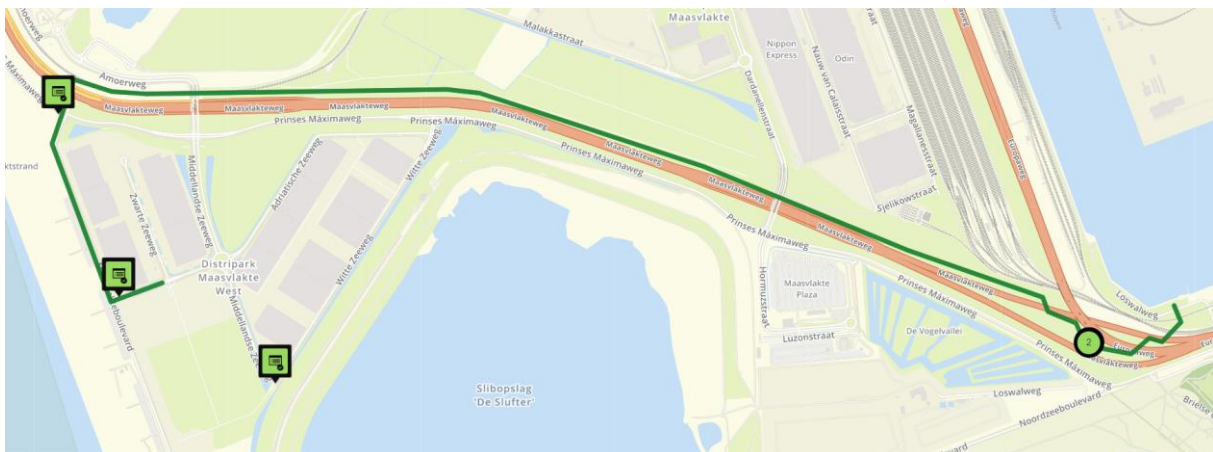 Maasvlakte
Malakkastraat
Nippon
Express
Odin
Nauw van Calaisstraat
Dardanellenstraat
Magallanesstraat
Europaweg
Amoerweg
Prinses Máximaweg
Maasvlakteweg
Maasvlakteweg
Maasvlakteweg
Maasvlakteweg
Prinses Máximaweg
Prinses Máximaweg
Prinses Máximaweg
Maasvlakteweg
Maasvlakteweg
Sjelikowstraat
Prinses Máximaweg
Maasvlakteweg
Maasvlakteweg
Adriatische Zeeweg
Witte Zeeweg
Middellandse Zeeweg
Zwarte Zeeweg
Witte Zeeweg
Distripark
Maasvlakte
West
Middellandse
Hormuzstraat
Maasvlakte
Plaza
Prinses Máximaweg
Loswalweg
De Vogelvallei
Luzonstraat
2
Europaweg
Prinses Máximaweg
Slibopslag
'De Slufter'
Loswalweg
Noordzeeboulevard